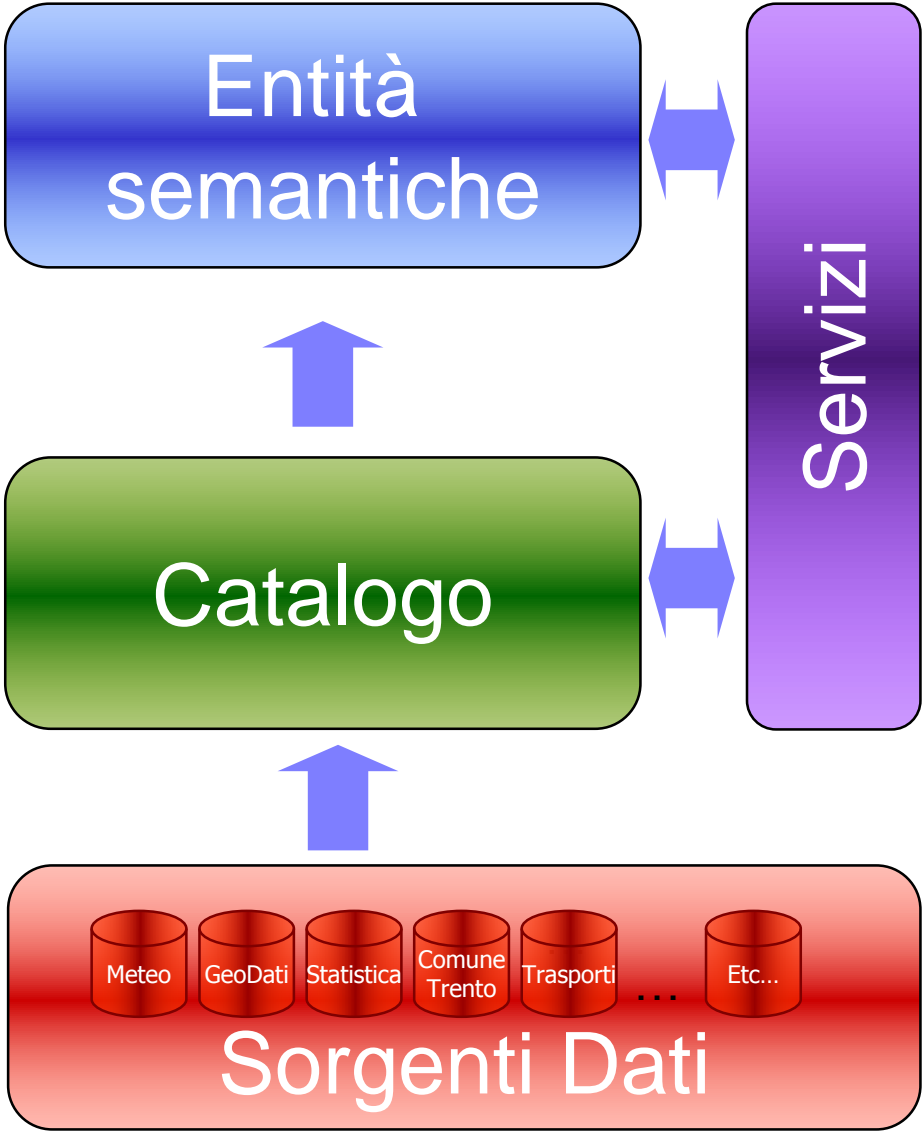 Entità
semantiche
Servizi
Catalogo
Meteo
GeoDati
Statistica
Comune
Trento
Trasporti
...
Etc...
Sorgenti Dati